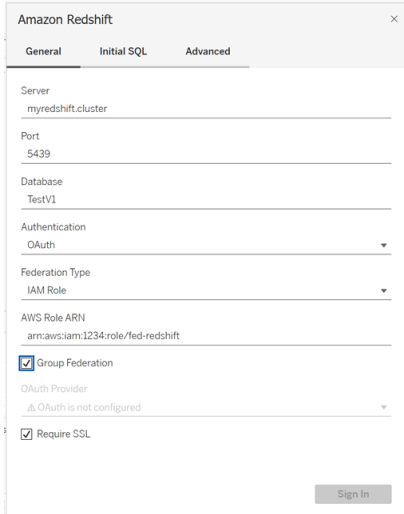 Amazon Redshift
General Initial SQL Advanced
Server
myredshift.cluster
Port
5439
Database
TestV1
Authentication
OAuth
Federation Type
IAM Role
AWS Role ARN
arn:aws:iam:1234:role/fed-redshift
Group Federation
OAuth Provider
OAuth is not configured
Require SSL
Sign In